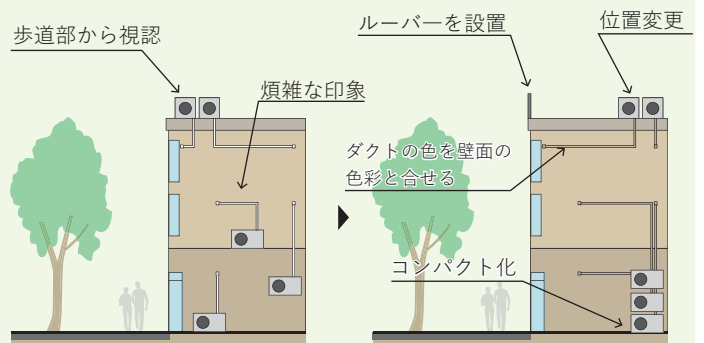 歩道部から視認
煩雑な印象
ルーバーを設置
位置変更
ダクトの色を壁面の
色彩と合せる
コンパクト化